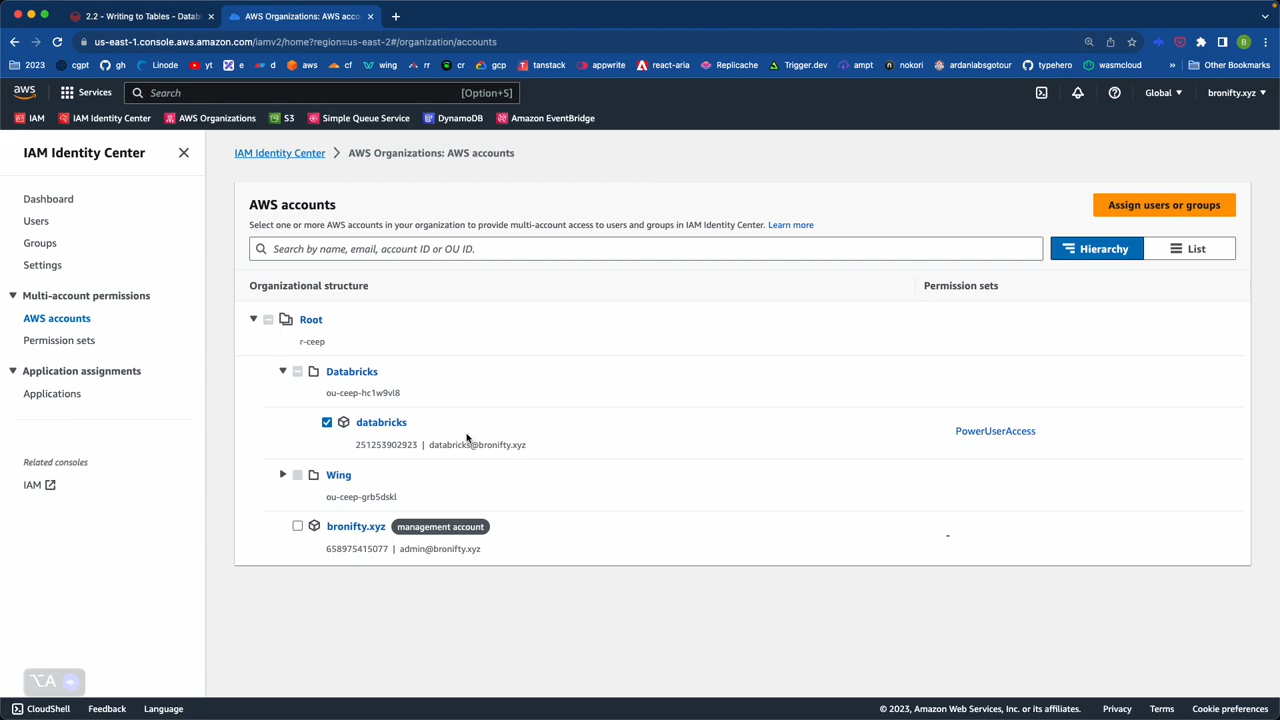 2.2 - Writing to Tables - Datab
AWS Organizations: AWS acco
us-east-1.console.aws.amazon.com/iamv2/home?region=us-east-2#/organization/accounts
B
2023 cgpt gh Linode yt e d aws cf wing rr cr gcp tanstack appwrite react-aria Replicache Trigger.dev ampt nokori ardanlabsgotour typehero wasmcloud » Other Bookmarks
aws Services Search [Option+S] Global bronifty.xyz
IAM IAM Identity Center AWS Organizations S3 Simple Queue Service DynamoDB Amazon EventBridge
IAM Identity Center
Dashboard
Users
Groups
Settings
Multi-account permissions
AWS accounts
Permission sets
Application assignments
Applications
Related consoles
IAM
IAM Identity Center > AWS Organizations: AWS accounts
AWS accounts
Assign users or groups
Select one or more AWS accounts in your organization to provide multi-account access to users and groups in IAM Identity Center. Learn more
Search by name, email, account ID or OU ID.
Hierarchy List
Organizational structure Permission sets
Root
r-ceep
Databricks
ou-ceep-hc1w9vl8
databricks
251253902923 | databricks@bronifty.xyz
PowerUserAccess
Wing
ou-ceep-grb5dskl
bronifty.xyz management account
658975415077 | admin@bronifty.xyz
-
⌥A
CloudShell Feedback Language © 2023, Amazon Web Services, Inc. or its affiliates. Privacy Terms Cookie preferences